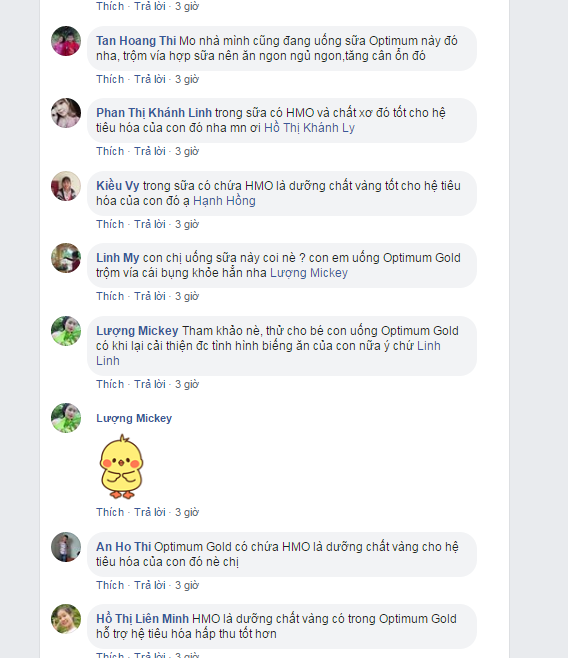 Thích · Trả lời · 3 giờ
Tan Hoang Thi Mo nhà mình cũng đang uống sữa Optimum này đó
nha, trộm vía hợp sữa nên ăn ngon ngủ ngon,tăng cân ổn đó
Thích · Trả lời · 3 giờ
Phan Thị Khánh Linh trong sữa có HMO và chất xơ đó tốt cho hệ
tiêu hóa của con đó nha mn ơi Hồ Thị Khánh Ly
Thích · Trả lời · 3 giờ
Kiều Vy trong sữa có chứa HMO là dưỡng chất vàng tốt cho hệ tiêu
hóa của con đó ạ Hạnh Hồng
Thích · Trả lời · 3 giờ
Linh My con chị uống sữa này coi nè ? con em uống Optimum Gold
trộm vía cái bụng khỏe hẳn nha Lượng Mickey
Thích · Trả lời · 3 giờ
Lượng Mickey Tham khảo nè, thử cho bé con uống Optimum Gold
có khi lại cải thiện đc tình hình biếng ăn của con nữa ý chứ Linh
Linh
Thích · Trả lời · 3 giờ
Lượng Mickey
Thích · Trả lời · 3 giờ
An Ho Thi Optimum Gold có chứa HMO là dưỡng chất vàng cho hệ
tiêu hóa của con đó nè chị
Thích · Trả lời · 3 giờ
Hồ Thị Liên Minh HMO là dưỡng chất vàng có trong Optimum Gold
hỗ trợ hệ tiêu hóa hấp thu tốt hơn
Thích · Trả lời · 3 giờ